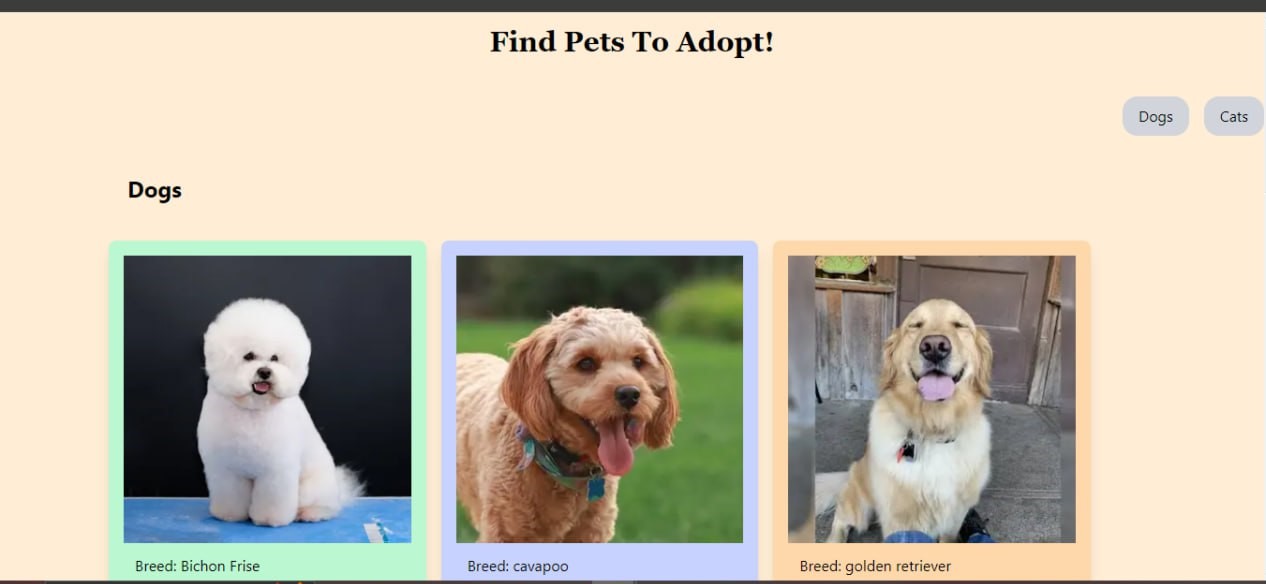 Find Pets To Adopt!
Dogs Cats
Dogs
Breed: Bichon Frise
Breed: cavapoo
Breed: golden retriever